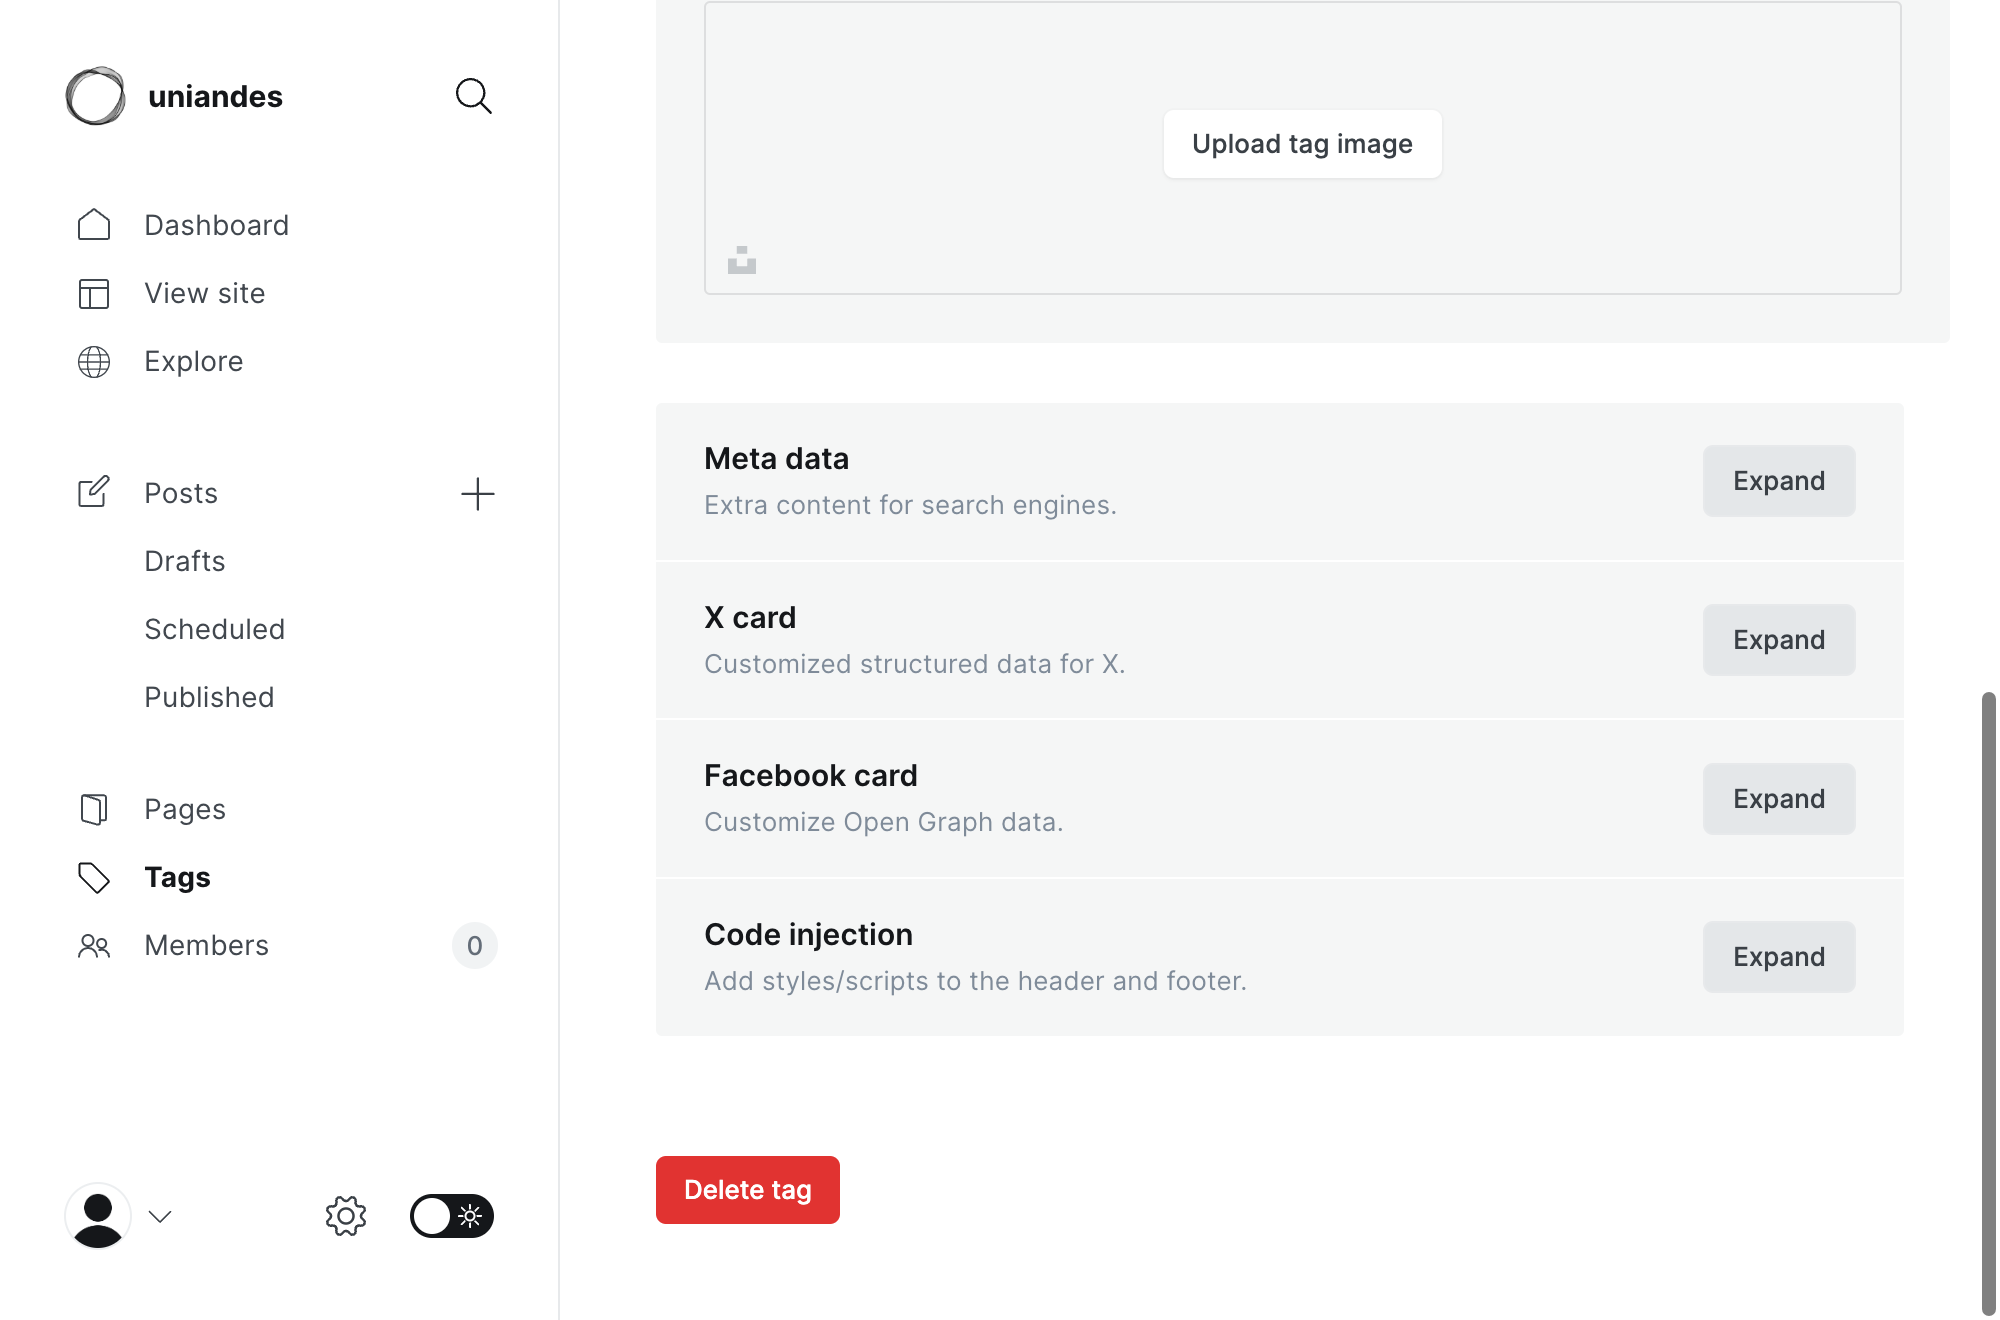 uniandes
Dashboard
View site
Explore
Posts
Drafts
Scheduled
Published
Pages
Tags
Members
0
Upload tag image
Meta data
Extra content for search engines.
Expand
X card
Customized structured data for X.
Expand
Facebook card
Customize Open Graph data.
Expand
Code injection
Add styles/scripts to the header and footer.
Expand
Delete tag